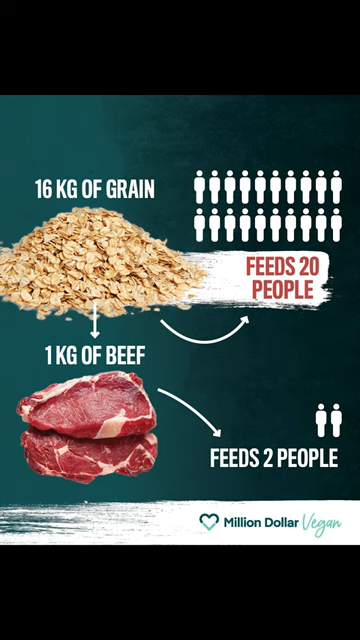 16 KG OF GRAIN
FEEDS 20
PEOPLE
1 KG OF BEEF
FEEDS 2 PEOPLE
Million Dollar Vegan